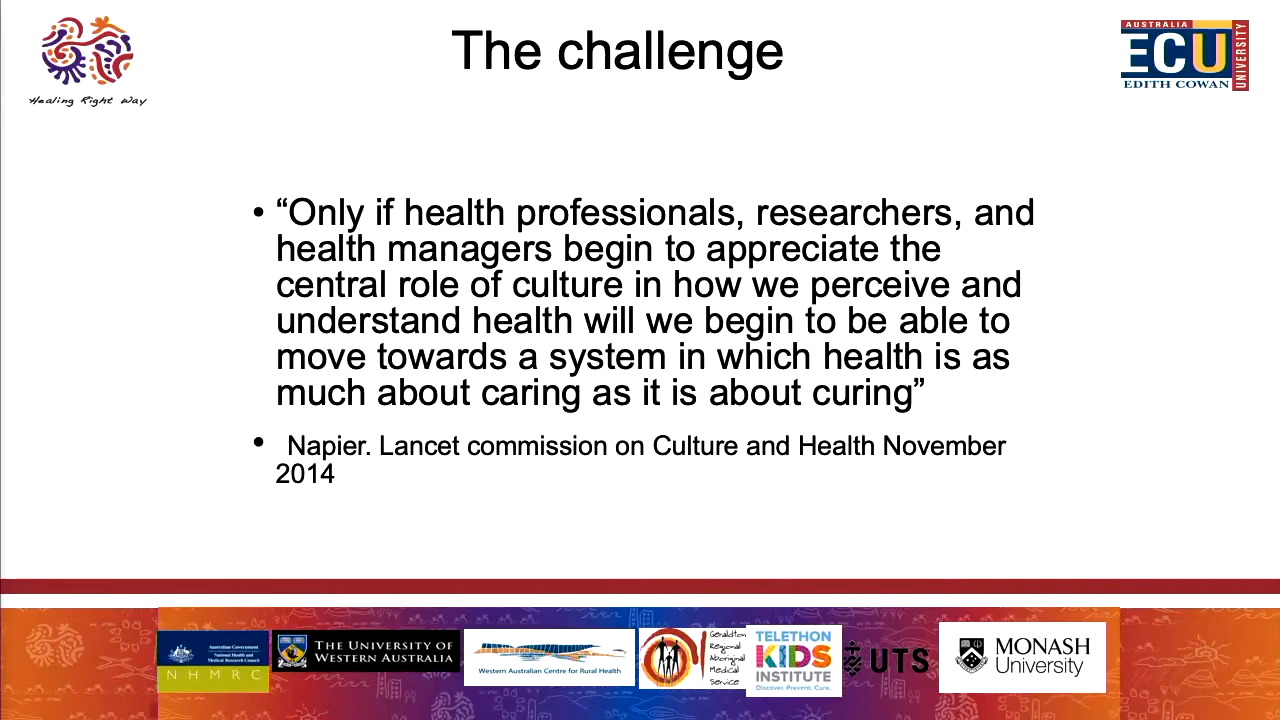 Healing Right Way
The challenge
AUSTRALIA
ECU
UNIVERSITY
EDITH COWAN
• “Only if health professionals, researchers, and
health managers begin to appreciate the
central role of culture in how we perceive and
understand health will we begin to be able to
move towards a system in which health is as
much about caring as it is about curing”
• Napier. Lancet commission on Culture and Health November
2014
Australian Government
National Health and
Medical Research Council
NHMRC
THE UNIVERSITY OF
WESTERN AUSTRALIA
Western Australian Centre for Rural Health
Geraldton
Regional
Aboriginal
Medical
Service
TELETHON
KIDS
INSTITUTE
Discover. Prevent. Cure.
UTS
MONASH
University